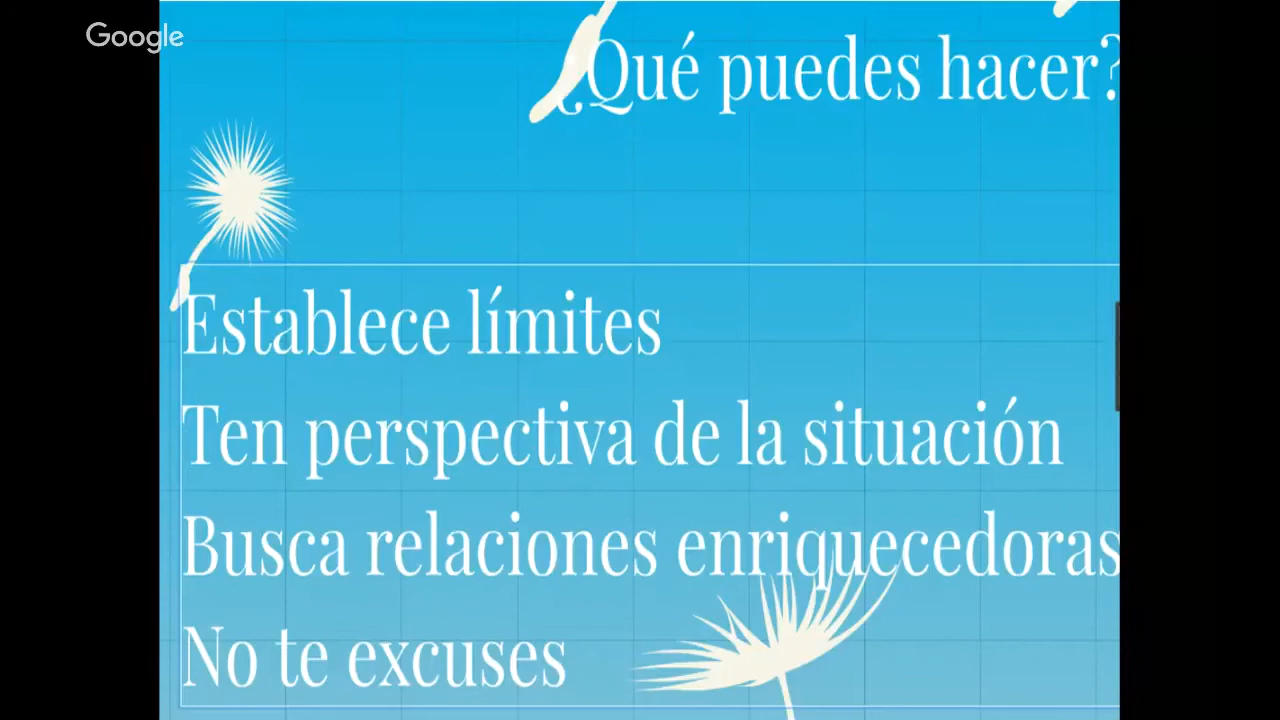 Google
¿Qué puedes hacer?
Establece límites
Ten perspectiva de la situación
Busca relaciones enriquecedoras
No te excuses